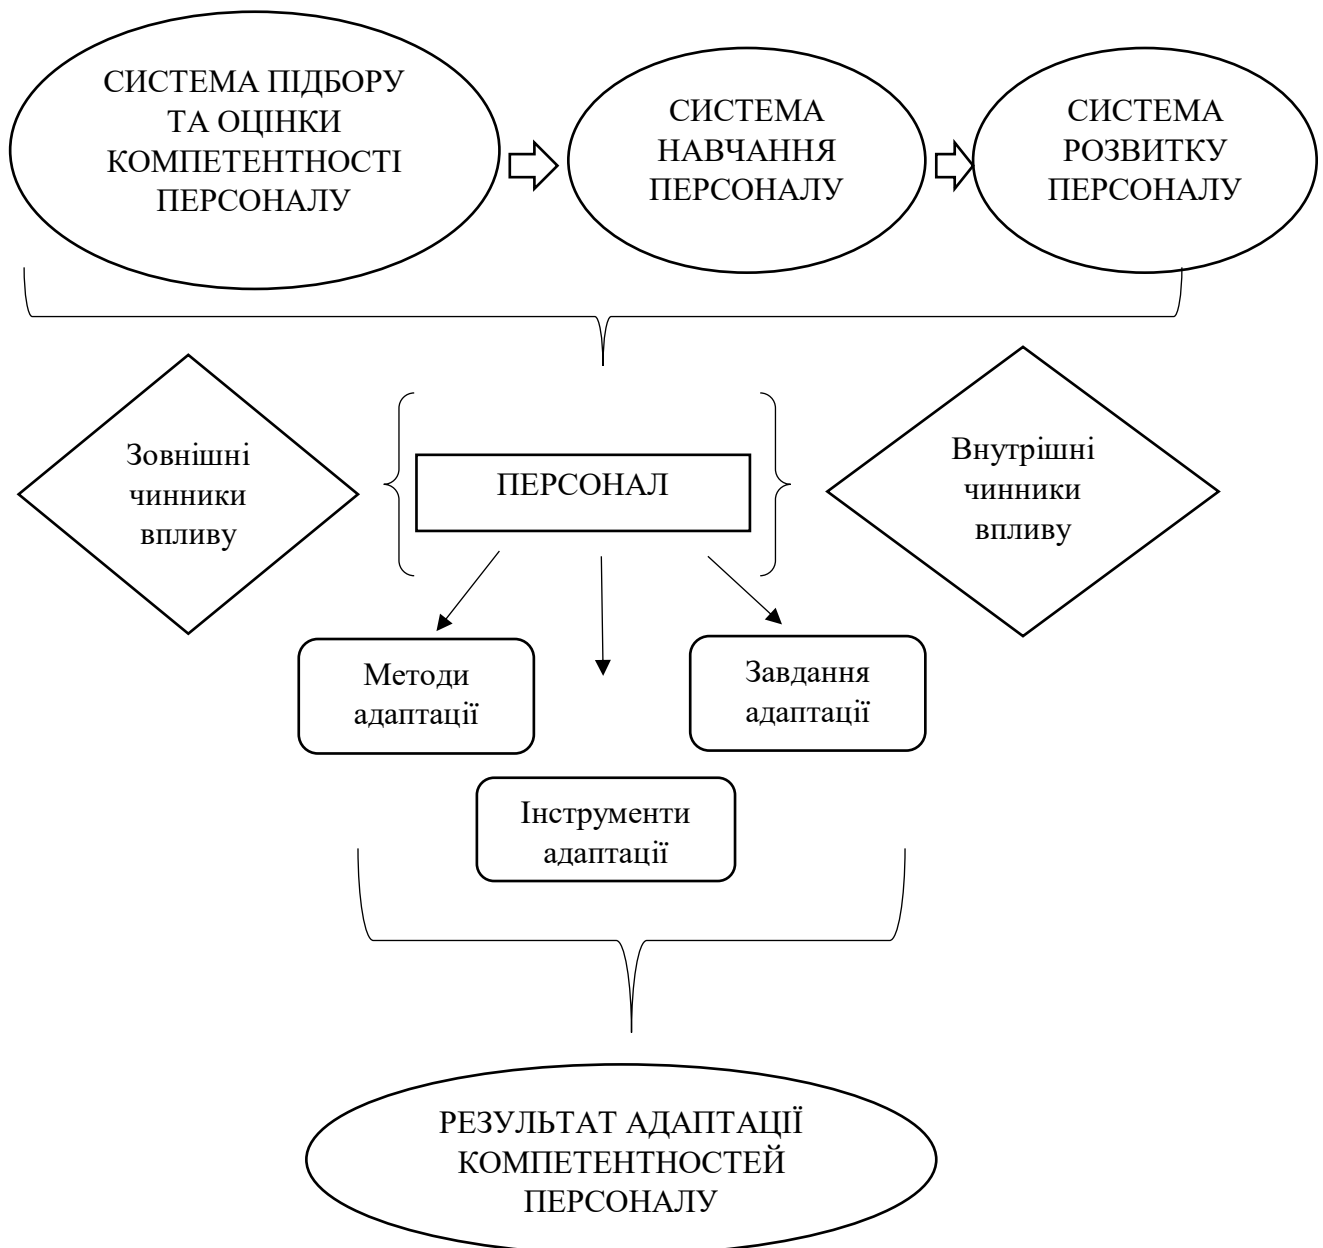 СИСТЕМА ПІДБОРУ
ТА ОЦІНКИ
КОМПЕТЕНТНОСТІ
ПЕРСОНАЛУ
СИСТЕМА
НАВЧАННЯ
ПЕРСОНАЛУ
СИСТЕМА
РОЗВИТКУ
ПЕРСОНАЛУ
Зовнішні
чинники
впливу
ПЕРСОНАЛ
Внутрішні
чинники
впливу
Методи
адаптації
Завдання
адаптації
Інструменти
адаптації
РЕЗУЛЬТАТ АДАПТАЦІЇ
КОМПЕТЕНТНОСТЕЙ
ПЕРСОНАЛУ